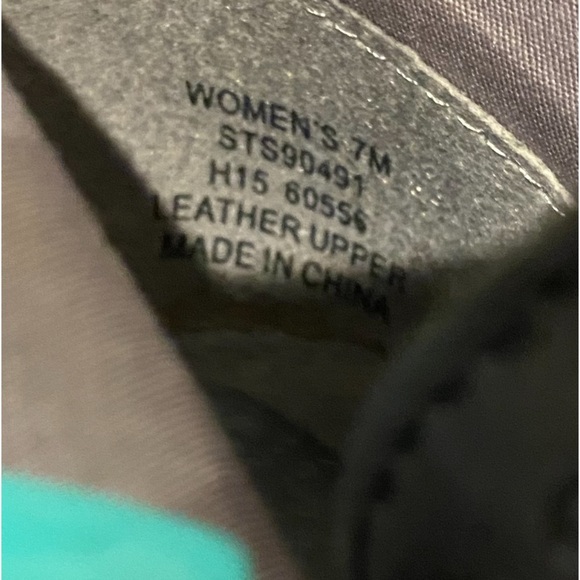 WOMEN'S 7M
STS90491
H15 60556
LEATHER UPPER
MADE IN CHINA